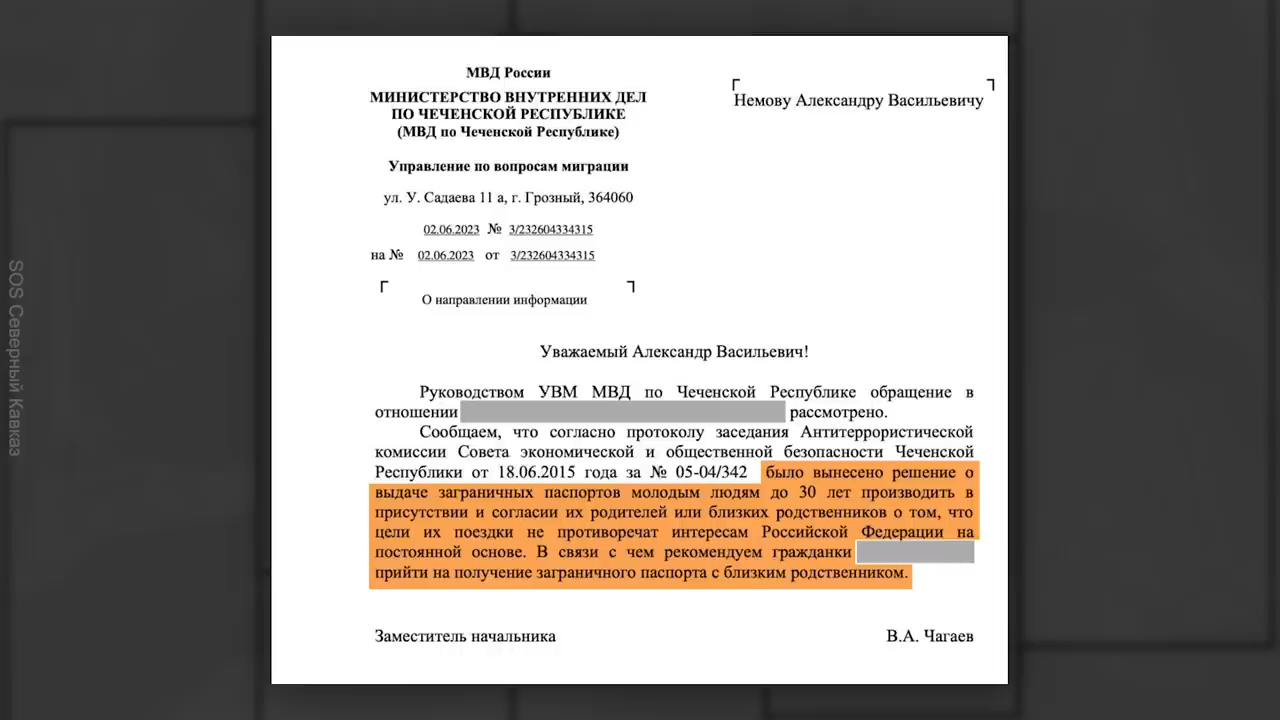 МВД России
МИНИСТЕРСТВО ВНУТРЕННИХ ДЕЛ
ПО ЧЕЧЕНСКОЙ РЕСПУБЛИКЕ
(МВД по Чеченской Республике)
Управление по вопросам миграции
ул. У. Садаева 11 а, г. Грозный, 364060
02.06.2023 № 3/232604334315
на № 02.06.2023 от 3/232604334315
О направлении информации
Немову Александру Васильевичу
Уважаемый Александр Васильевич!
Руководством УВМ МВД по Чеченской Республике обращение в
отношении рассмотрено.
Сообщаем, что согласно протоколу заседания Антитеррористической
комиссии Совета экономической и общественной безопасности Чеченской
Республики от 18.06.2015 года за № 05-04/342 было вынесено решение о
выдаче заграничных паспортов молодым людям до 30 лет производить в
присутствии и согласии их родителей или близких родственников о том, что
цели их поездки не противоречат интересам Российской Федерации на
постоянной основе. В связи с чем рекомендуем гражданки
прийти на получение заграничного паспорта с близким родственником.
Заместитель начальника В.А. Чагаев
SOS Северный Кавказ